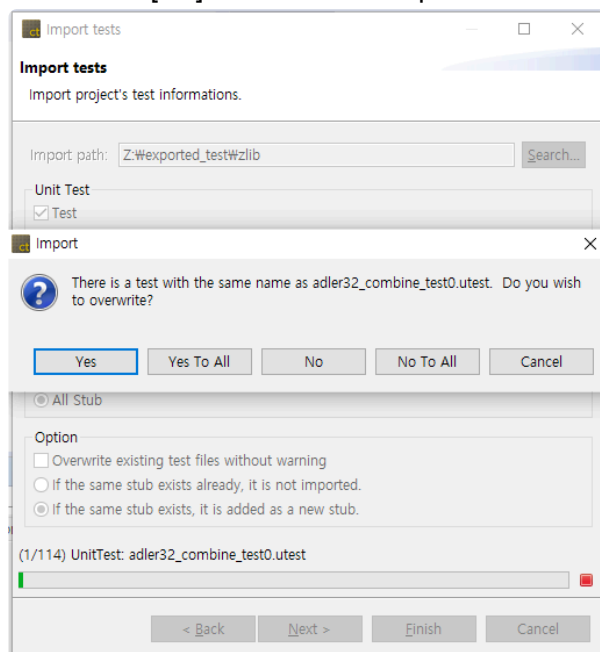 ct Import tests
Import tests
Import project's test informations.
Import path: Z:₩exported_test₩zlib Search...
Unit Test
Test
ct Import
There is a test with the same name as adler32_combine_test0.utest. Do you wish
to overwrite?
Yes Yes To All No No To All Cancel
All Stub
Option
Overwrite existing test files without warning
If the same stub exists already, it is not imported.
If the same stub exists, it is added as a new stub.
(1/114) UnitTest: adler32_combine_test0.utest
< Back Next > Finish Cancel